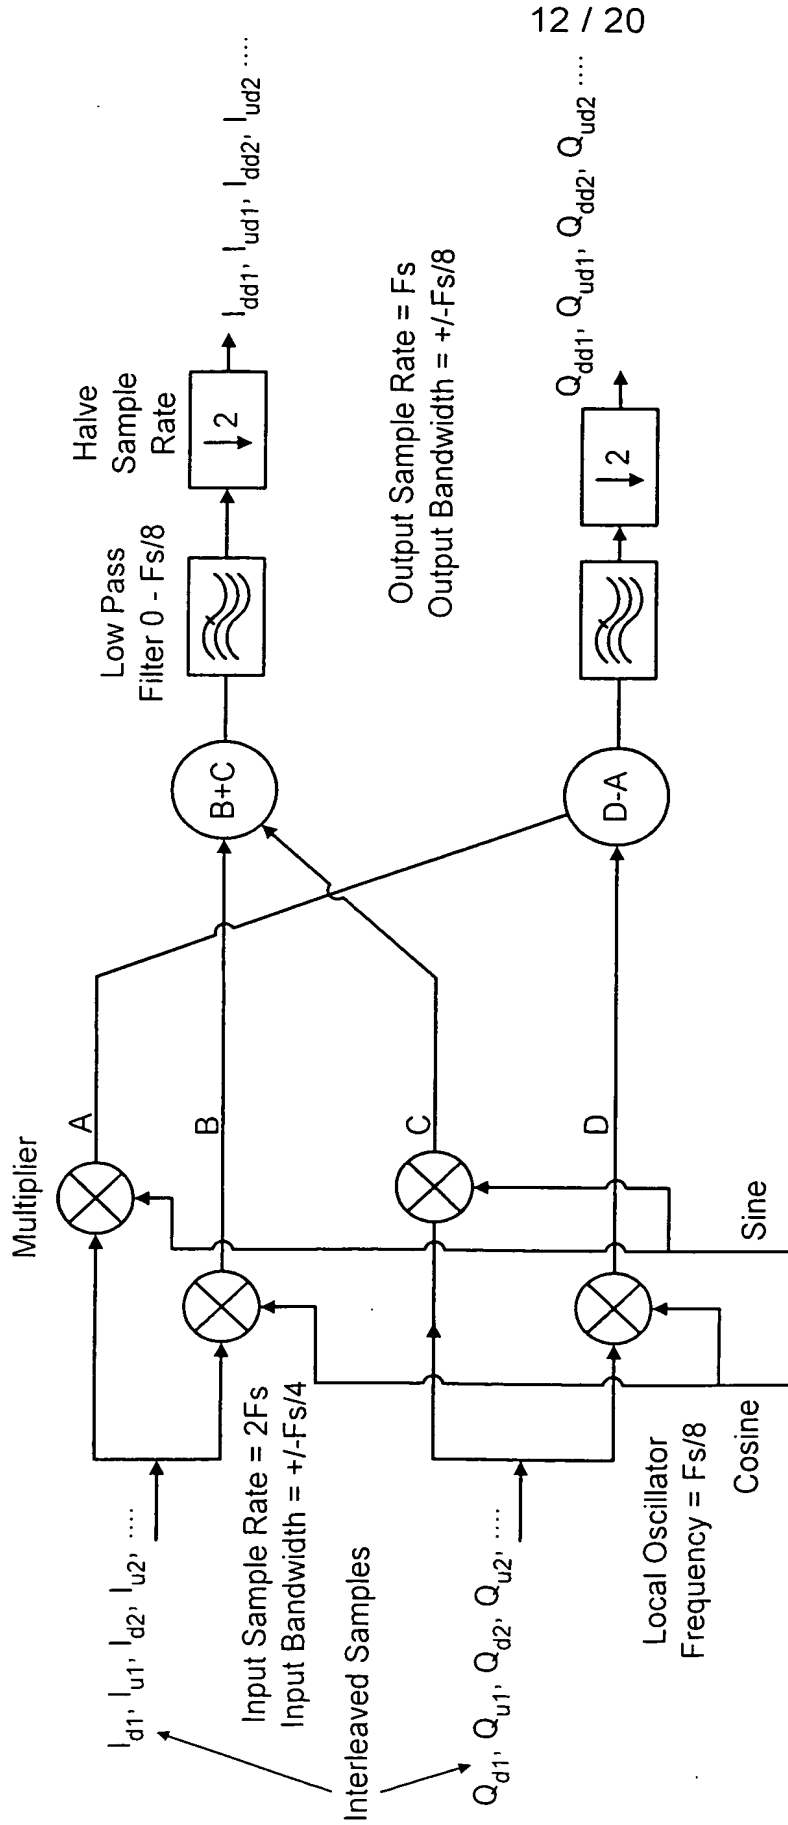 12 / 20
Multiplier
A
B
C
D
I_d1, I_u1, I_d2, I_u2, ....
Input Sample Rate = 2Fs
Input Bandwidth = +/-Fs/4
Interleaved Samples
Q_d1, Q_u1, Q_d2, Q_u2, ....
Local Oscillator
Frequency = Fs/8
Cosine
Sine
B+C
D-A
Low Pass
Filter 0 - Fs/8
Halve
Sample
Rate
↓ 2
I_dd1, I_ud1, I_dd2, I_ud2 ....
Output Sample Rate = Fs
Output Bandwidth = +/-Fs/8
↓ 2
Q_dd1, Q_ud1, Q_dd2, Q_ud2 ....